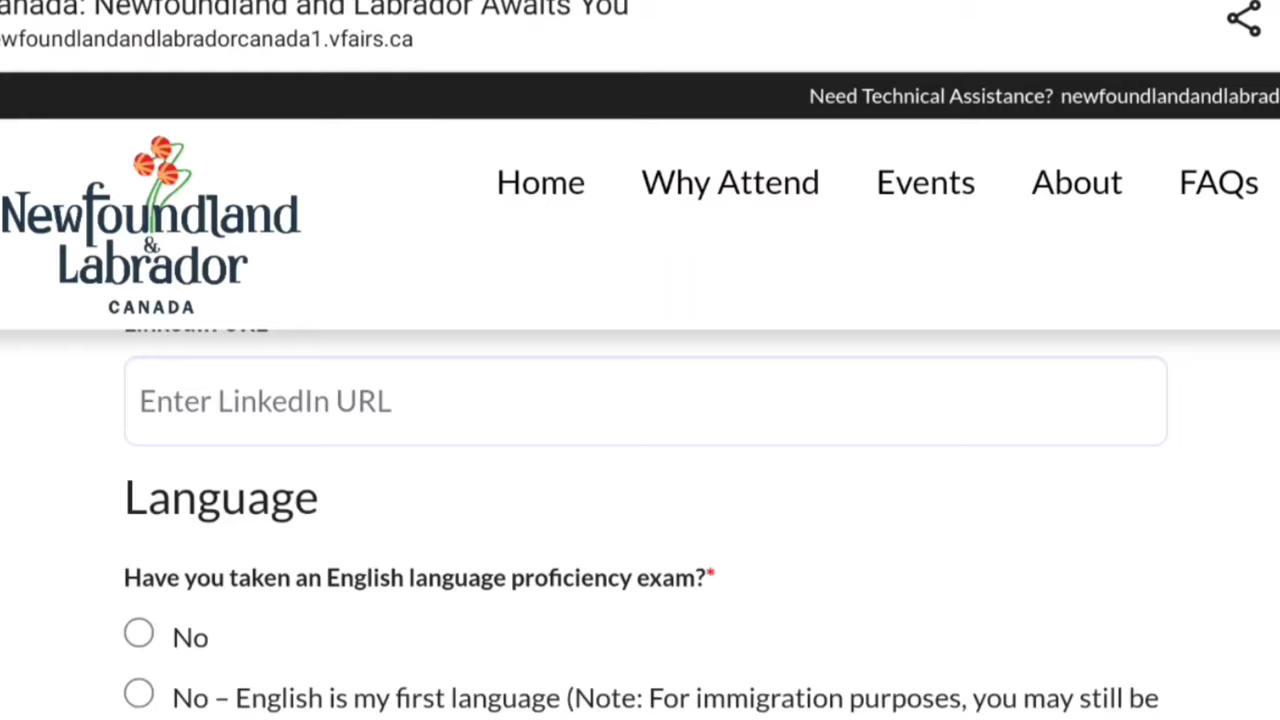 anada: Newfoundland and Labrador Awaits You
wfoundlandandlabradorcanada1.vfairs.ca
Need Technical Assistance? newfoundlandandlabrad
Newfoundland
&
Labrador
CANADA
Home Why Attend Events About FAQs
LinkedIn URL
Enter LinkedIn URL
Language
Have you taken an English language proficiency exam?*
No
No – English is my first language (Note: For immigration purposes, you may still be